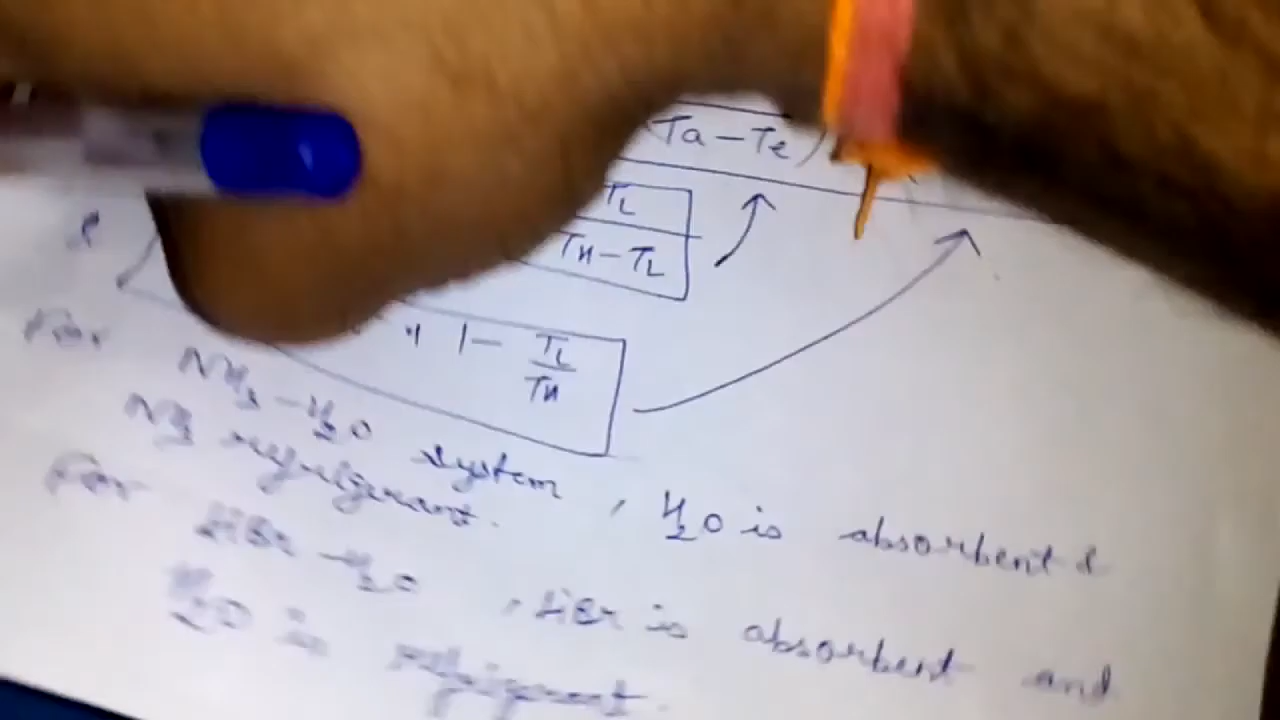 Ta - Te)
TL
TH - TL
&
" 1 - TL
TH
For NH3 - H2O system, H2O is absorbent &
NH3 refrigerant.
For LiBr - H2O, LiBr is absorbent and
H2O is refrigerant.